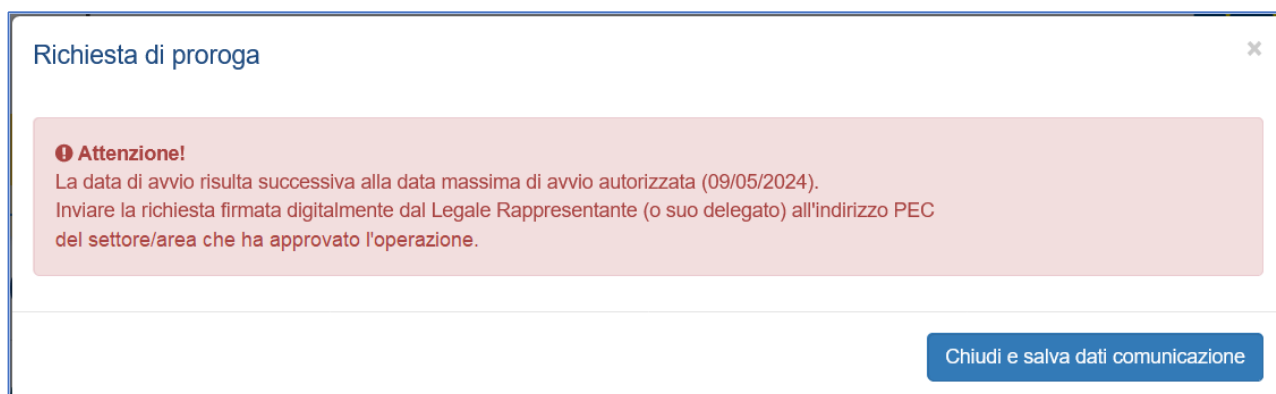 Richiesta di proroga
×
Attenzione!
La data di avvio risulta successiva alla data massima di avvio autorizzata (09/05/2024).
Inviare la richiesta firmata digitalmente dal Legale Rappresentante (o suo delegato) all'indirizzo PEC
del settore/area che ha approvato l'operazione.
Chiudi e salva dati comunicazione